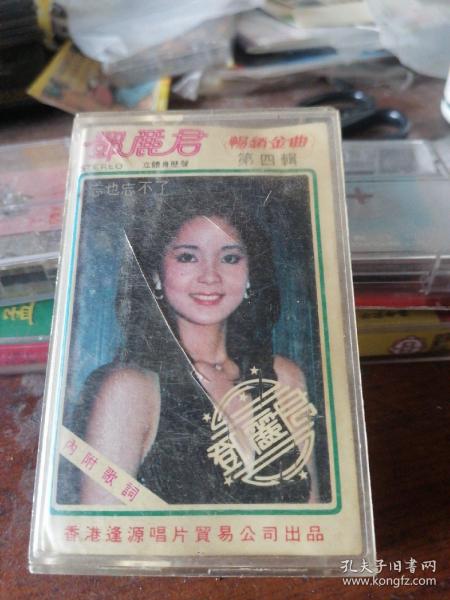 鄧麗君
暢銷金曲
STEREO 立體身歷聲
第四輯
忘也忘不了
鄧麗君
內附歌詞
香港逢源唱片貿易公司出品
孔夫子旧书网
www.kongfz.com